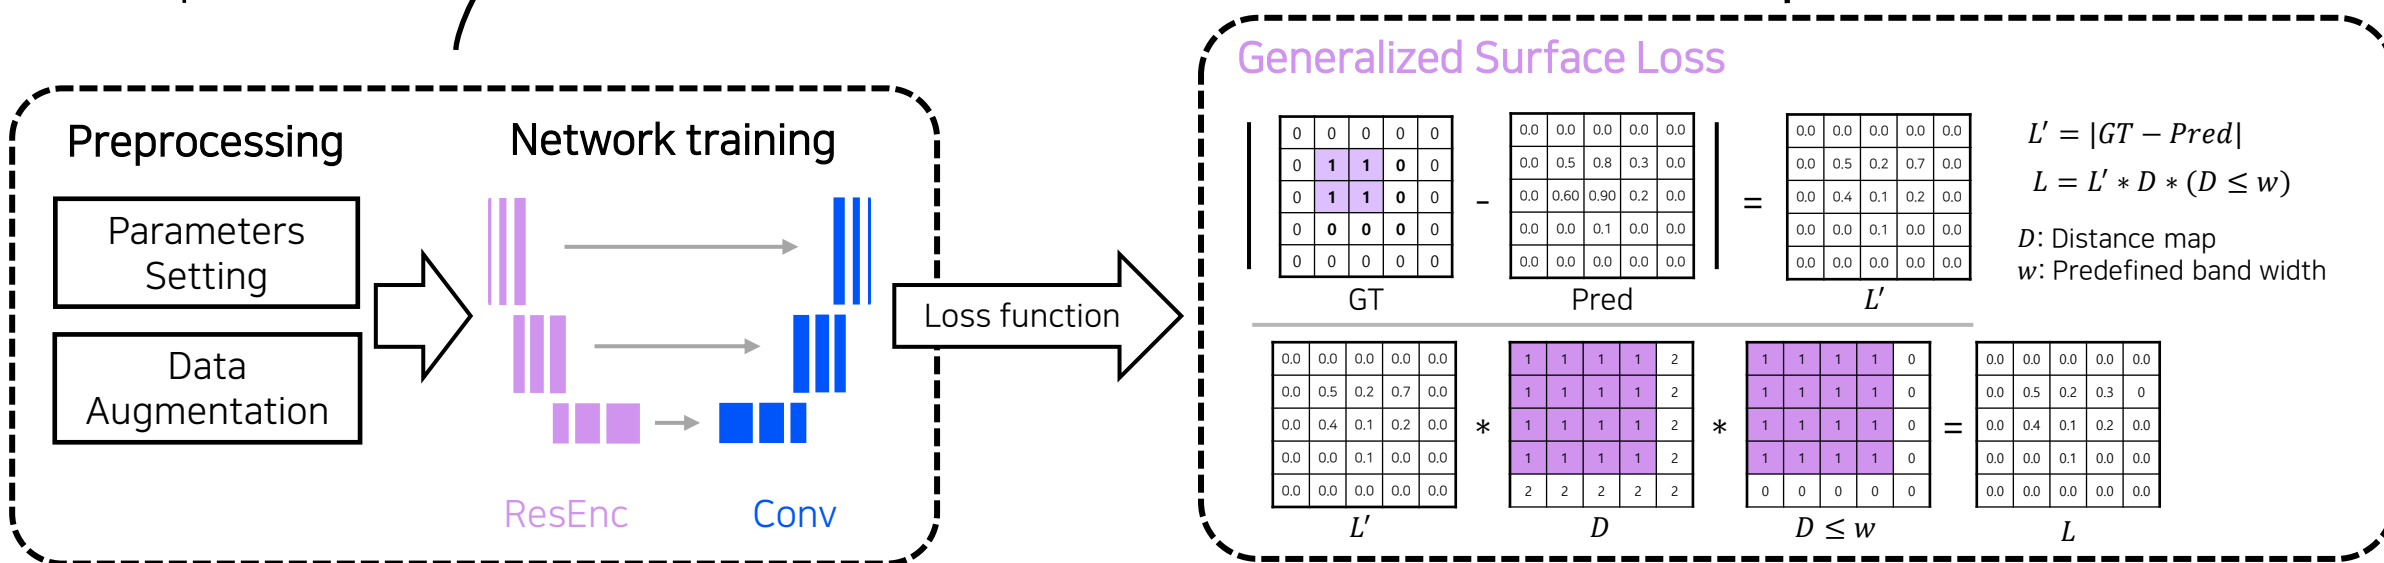 Preprocessing
Parameters
Setting
Data
Augmentation
Network training
ResEnc
Conv
Loss function
Generalized Surface Loss
0 0 0 0 0
0 1 1 0 0
0 1 1 0 0
0 0 0 0 0
0 0 0 0 0
GT
-
0.0 0.0 0.0 0.0 0.0
0.0 0.5 0.8 0.3 0.0
0.0 0.60 0.90 0.2 0.0
0.0 0.0 0.1 0.0 0.0
0.0 0.0 0.0 0.0 0.0
Pred
=
0.0 0.0 0.0 0.0 0.0
0.0 0.5 0.2 0.7 0.0
0.0 0.4 0.1 0.2 0.0
0.0 0.0 0.1 0.0 0.0
0.0 0.0 0.0 0.0 0.0
L′
L′ = |GT − Pred|
L = L′ * D * (D ≤ w)
D: Distance map
w: Predefined band width
0.0 0.0 0.0 0.0 0.0
0.0 0.5 0.2 0.7 0.0
0.0 0.4 0.1 0.2 0.0
0.0 0.0 0.1 0.0 0.0
0.0 0.0 0.0 0.0 0.0
L′
*
1 1 1 1 2
1 1 1 1 2
1 1 1 1 2
1 1 1 1 2
2 2 2 2 2
D
*
1 1 1 1 0
1 1 1 1 0
1 1 1 1 0
1 1 1 1 0
0 0 0 0 0
D ≤ w
=
0.0 0.0 0.0 0.0 0.0
0.0 0.5 0.2 0.3 0
0.0 0.4 0.1 0.2 0.0
0.0 0.0 0.1 0.0 0.0
0.0 0.0 0.0 0.0 0.0
L